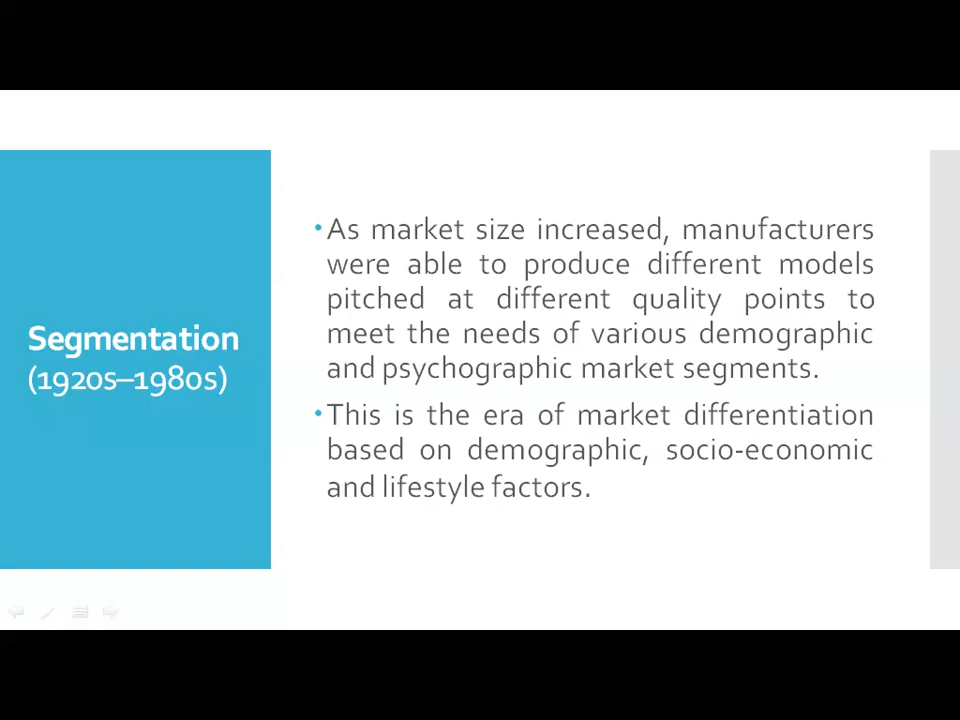 Segmentation
(1920s–1980s)
•As market size increased, manufacturers
were able to produce different models
pitched at different quality points to
meet the needs of various demographic
and psychographic market segments.
•This is the era of market differentiation
based on demographic, socio-economic
and lifestyle factors.